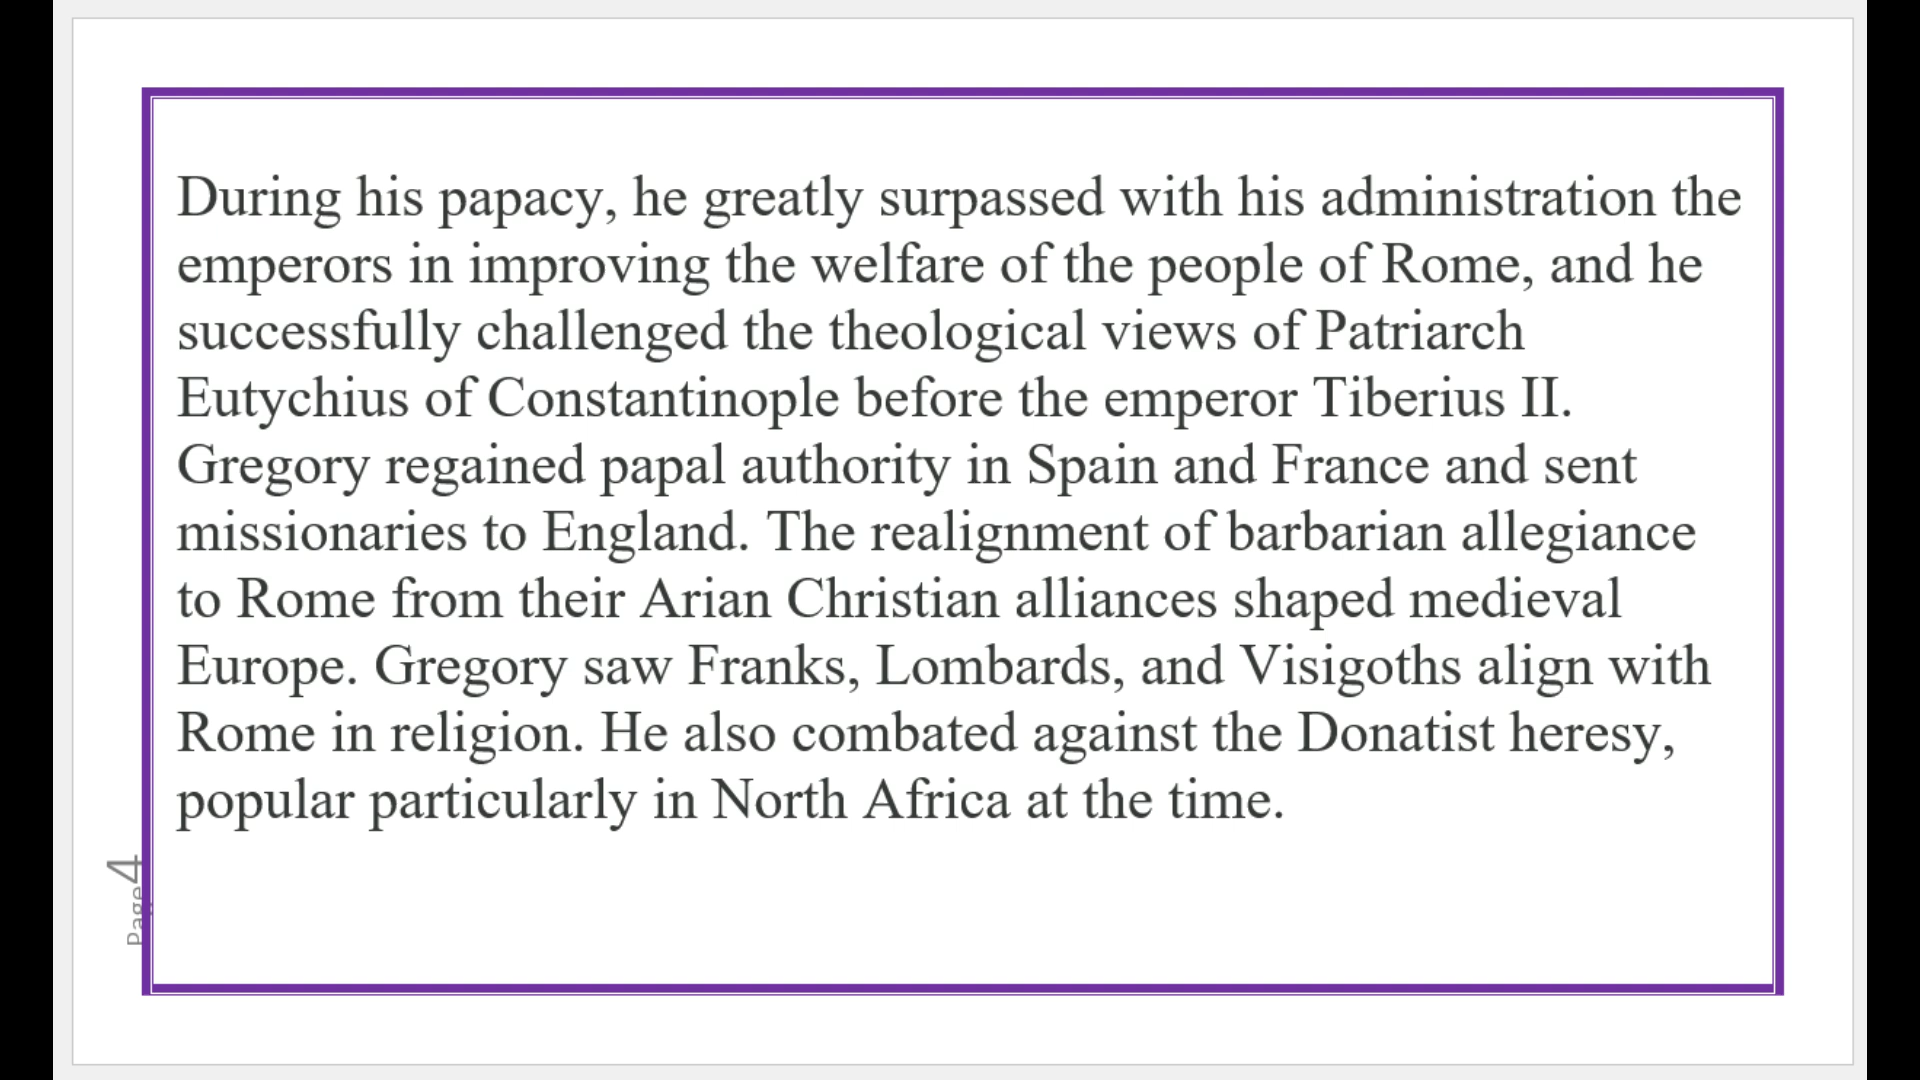 During his papacy, he greatly surpassed with his administration the
emperors in improving the welfare of the people of Rome, and he
successfully challenged the theological views of Patriarch
Eutychius of Constantinople before the emperor Tiberius II.
Gregory regained papal authority in Spain and France and sent
missionaries to England. The realignment of barbarian allegiance
to Rome from their Arian Christian alliances shaped medieval
Europe. Gregory saw Franks, Lombards, and Visigoths align with
Rome in religion. He also combated against the Donatist heresy,
popular particularly in North Africa at the time.
Page 4